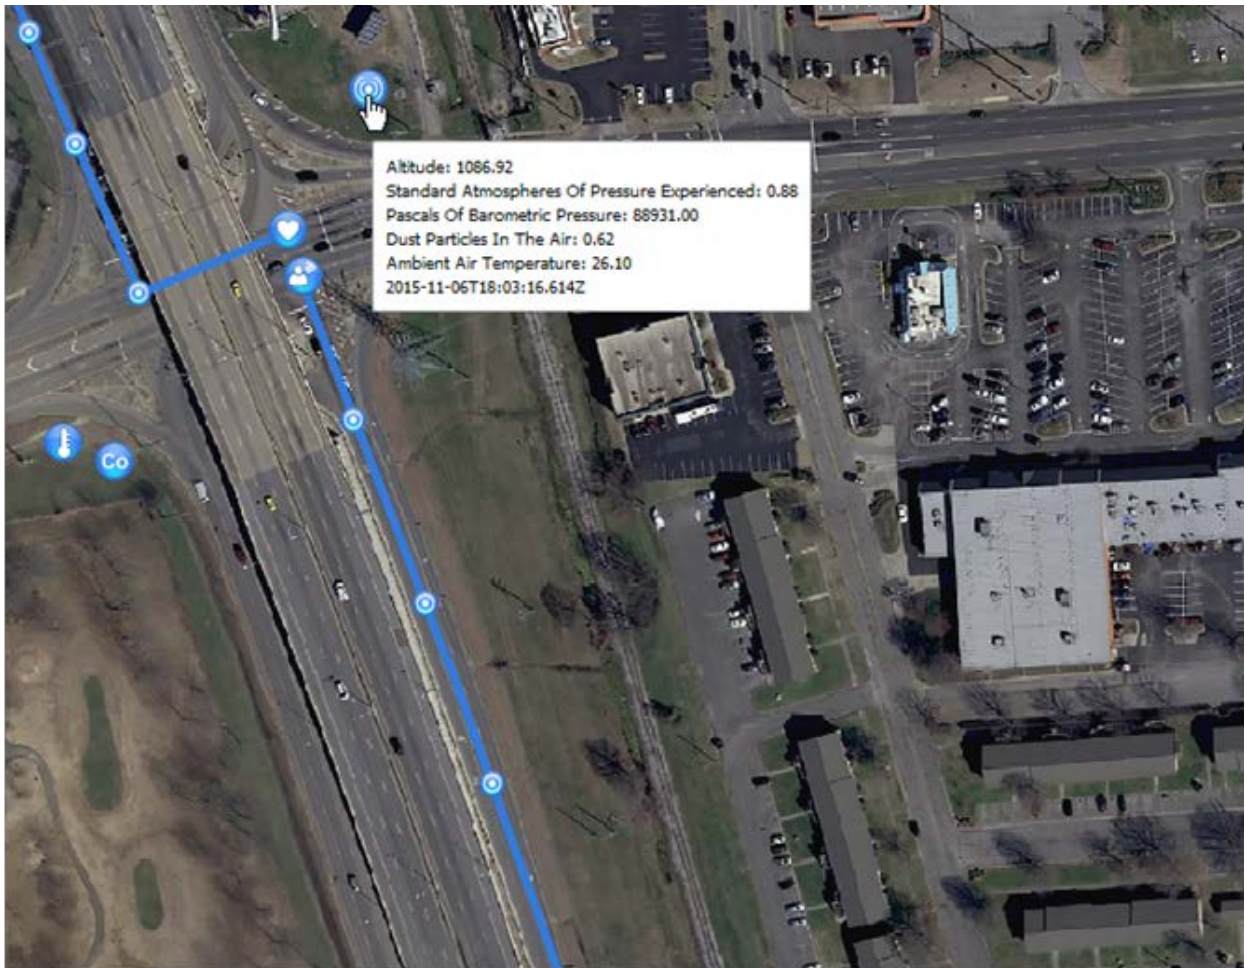 Altitude: 1086.92
Standard Atmospheres Of Pressure Experienced: 0.88
Pascals Of Barometric Pressure: 88931.00
Dust Particles In The Air: 0.62
Ambient Air Temperature: 26.10
2015-11-06T18:03:16.614Z
Co